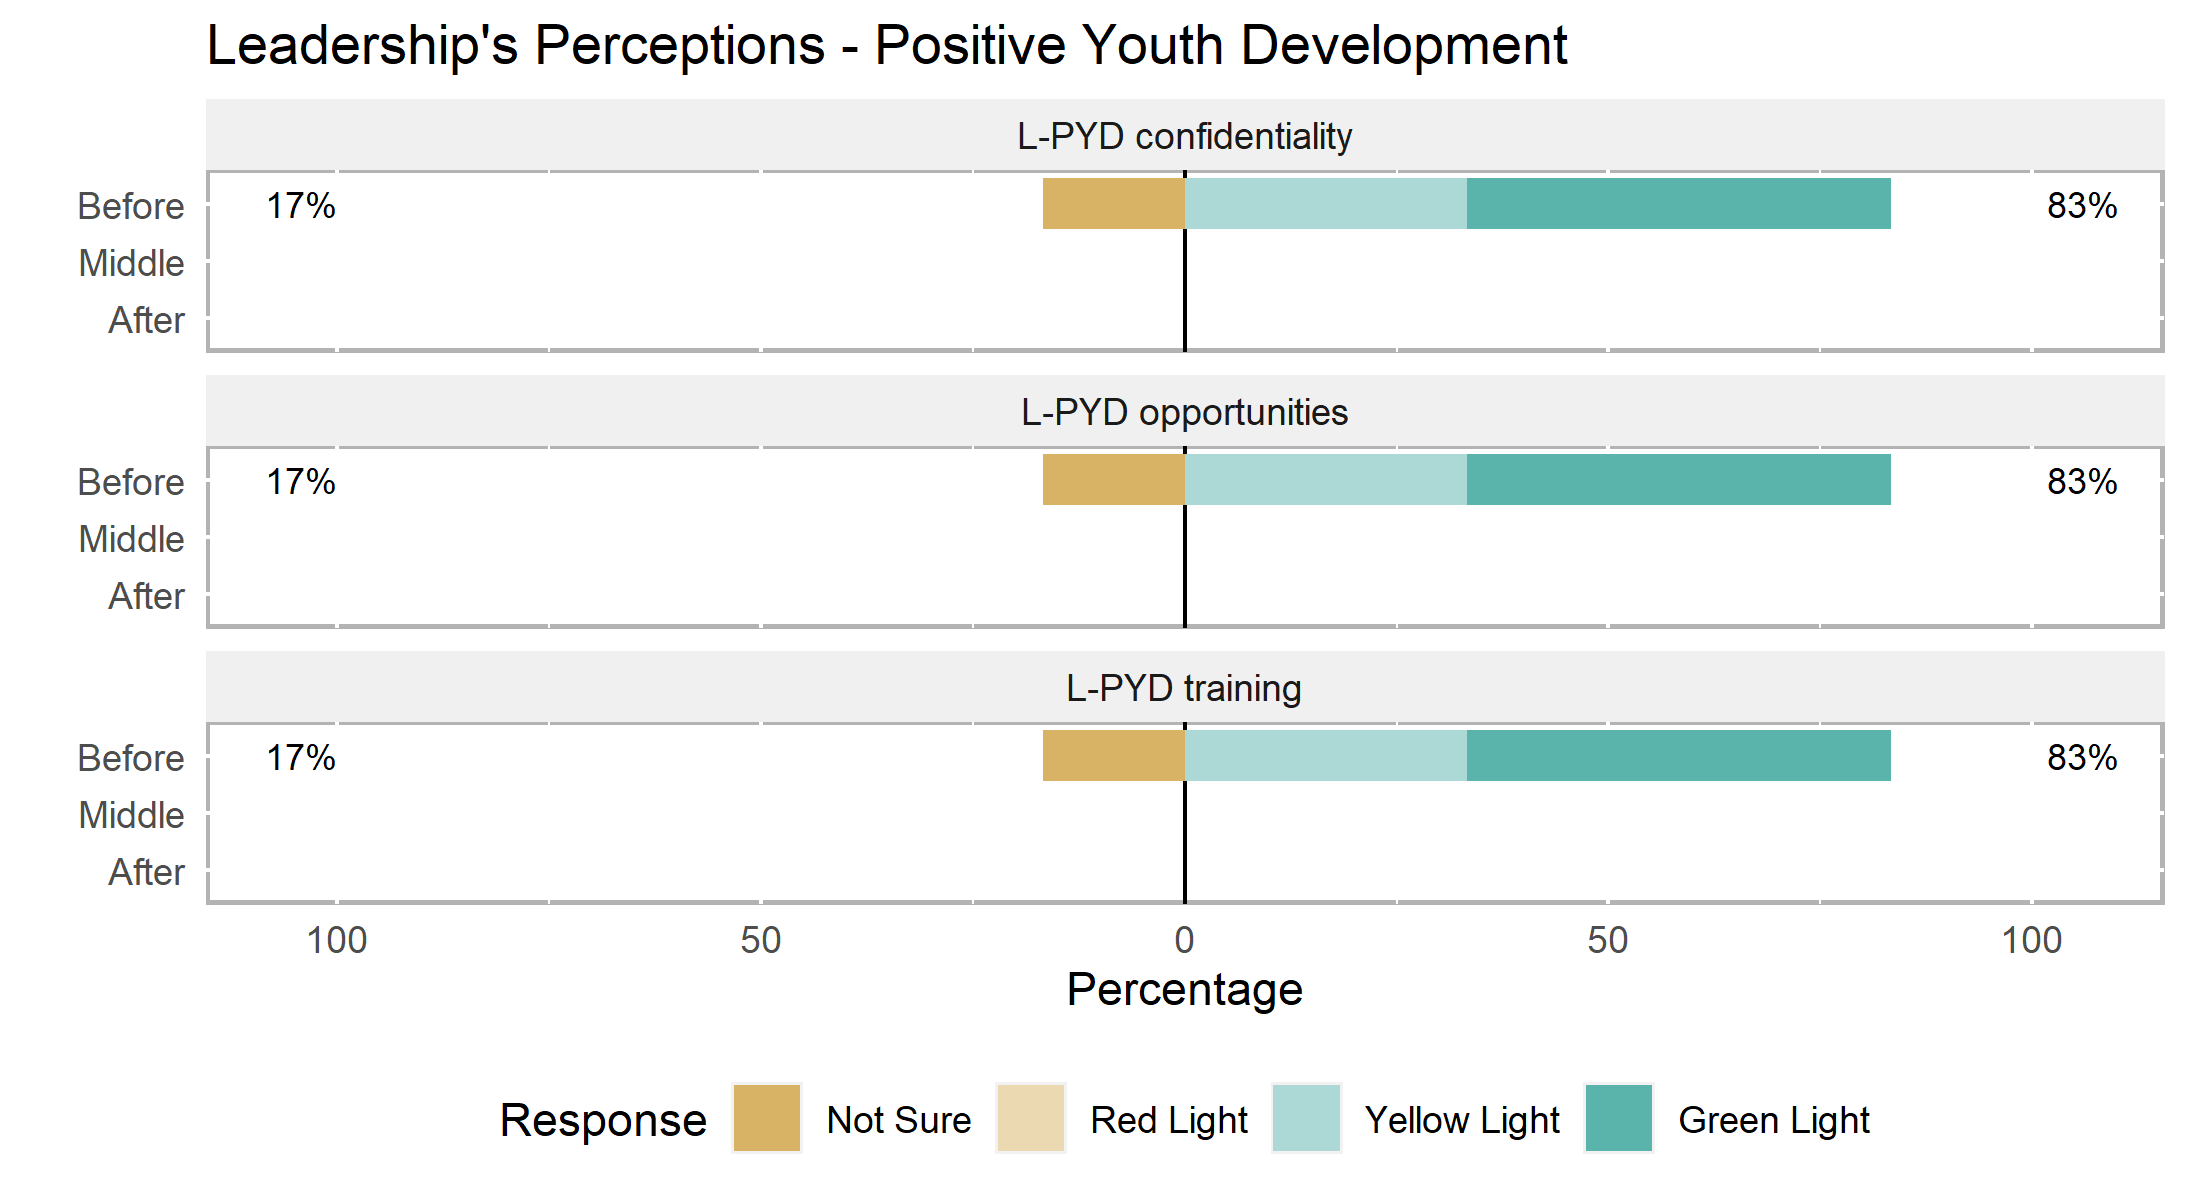 Leadership's Perceptions - Positive Youth Development
L-PYD confidentiality
Before 17% 83%
Middle
After
L-PYD opportunities
Before 17% 83%
Middle
After
L-PYD training
Before 17% 83%
Middle
After
100 50 0 50 100
Percentage
Response Not Sure Red Light Yellow Light Green Light